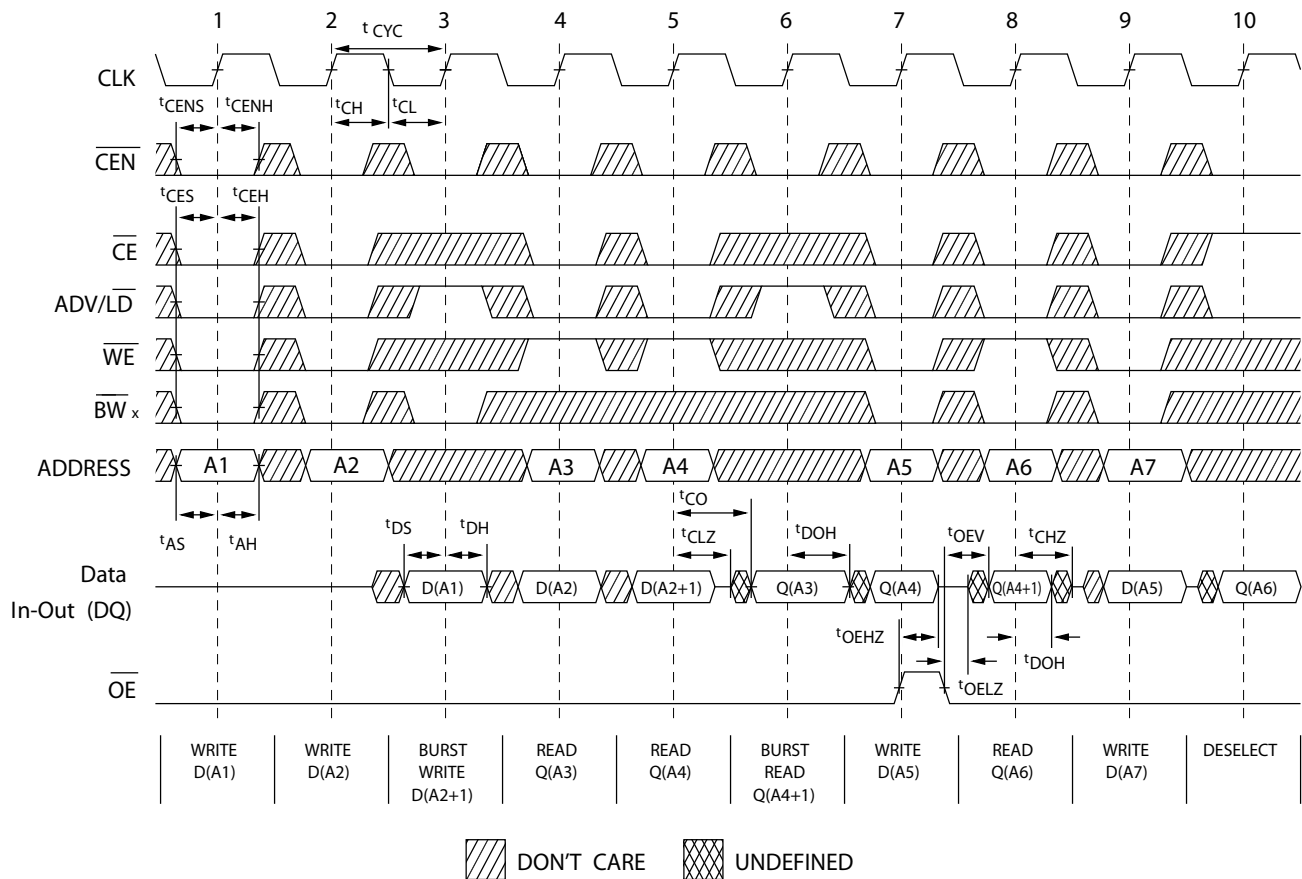 1 2 3 4 5 6 7 8 9 10
tCYC
CLK
tCENS tCENH tCH tCL
CEN
tCES tCEH
CE
ADV/LD
WE
BWx
ADDRESS A1 A2 A3 A4 A5 A6 A7
tCO
tAS tAH tDS tDH tCLZ tDOH tOEV tCHZ
Data
In-Out (DQ)
D(A1) D(A2) D(A2+1) Q(A3) Q(A4) Q(A4+1) D(A5) Q(A6)
tOEHZ tDOH
tOELZ
OE
WRITE
D(A1)
WRITE
D(A2)
BURST
WRITE
D(A2+1)
READ
Q(A3)
READ
Q(A4)
BURST
READ
Q(A4+1)
WRITE
D(A5)
READ
Q(A6)
WRITE
D(A7)
DESELECT
DON'T CARE UNDEFINED